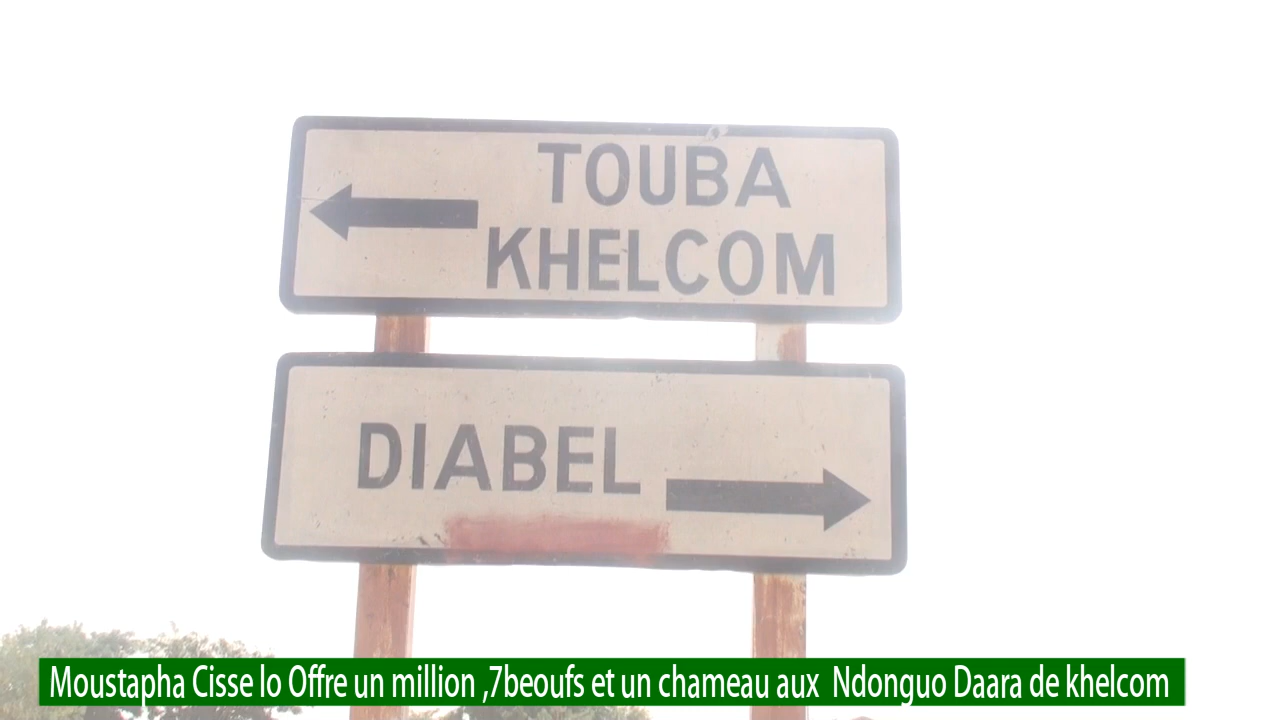 TOUBA
KHELCOM
DIABEL
Moustapha Cisse lo Offre un million ,7beoufs et un chameau aux Ndonguo Daara de khelcom